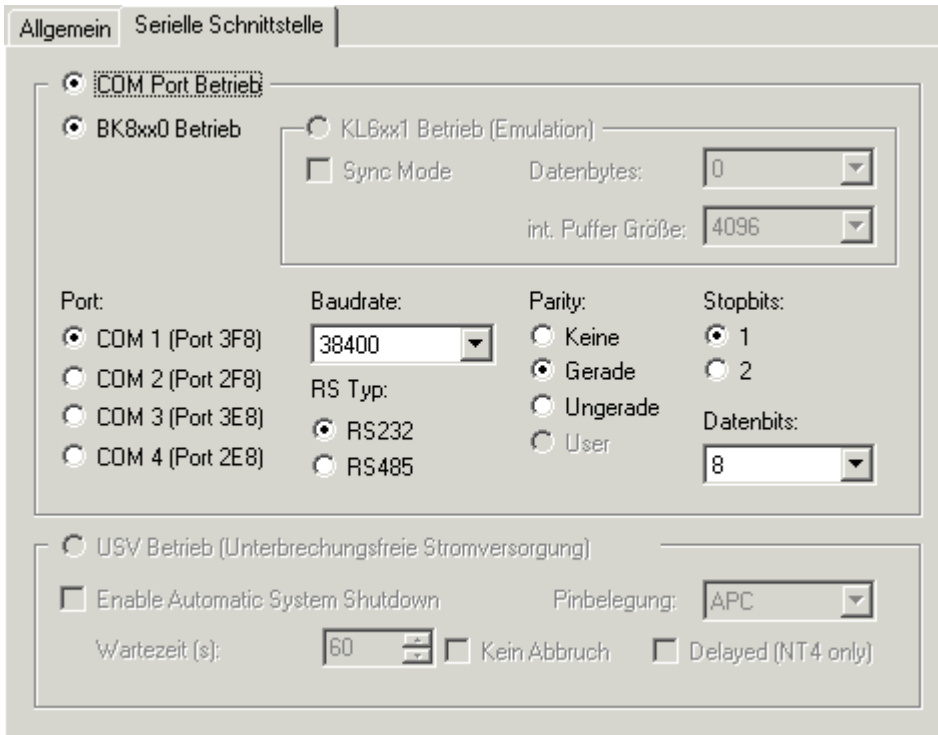 Allgemein
Serielle Schnittstelle
COM Port Betrieb
BK8xx0 Betrieb
KL6xx1 Betrieb (Emulation)
Sync Mode
Datenbytes:
0
int. Puffer Größe:
4096
Port:
COM 1 (Port 3F8)
COM 2 (Port 2F8)
COM 3 (Port 3E8)
COM 4 (Port 2E8)
Baudrate:
38400
RS Typ:
RS232
RS485
Parity:
Keine
Gerade
Ungerade
User
Stopbits:
1
2
Datenbits:
8
USV Betrieb (Unterbrechungsfreie Stromversorgung)
Enable Automatic System Shutdown
Pinbelegung:
APC
Wartezeit (s):
60
Kein Abbruch
Delayed (NT4 only)